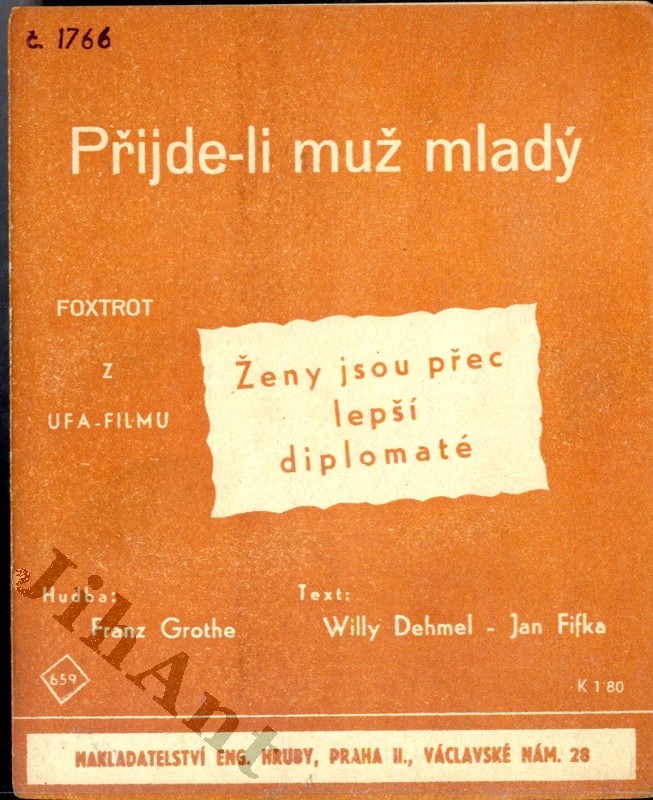 č. 1766
Přijde-li muž mladý
FOXTROT
Z
UFA-FILMU
Ženy jsou přec
lepší
diplomaté
Hudba:
Franz Grothe
Text:
Willy Dehmel - Jan Fifka
659
K 1 80
NAKLADATELSTVÍ ENG. HRUBY, PRAHA II., VÁCLAVSKÉ NÁM. 28
JihAnt